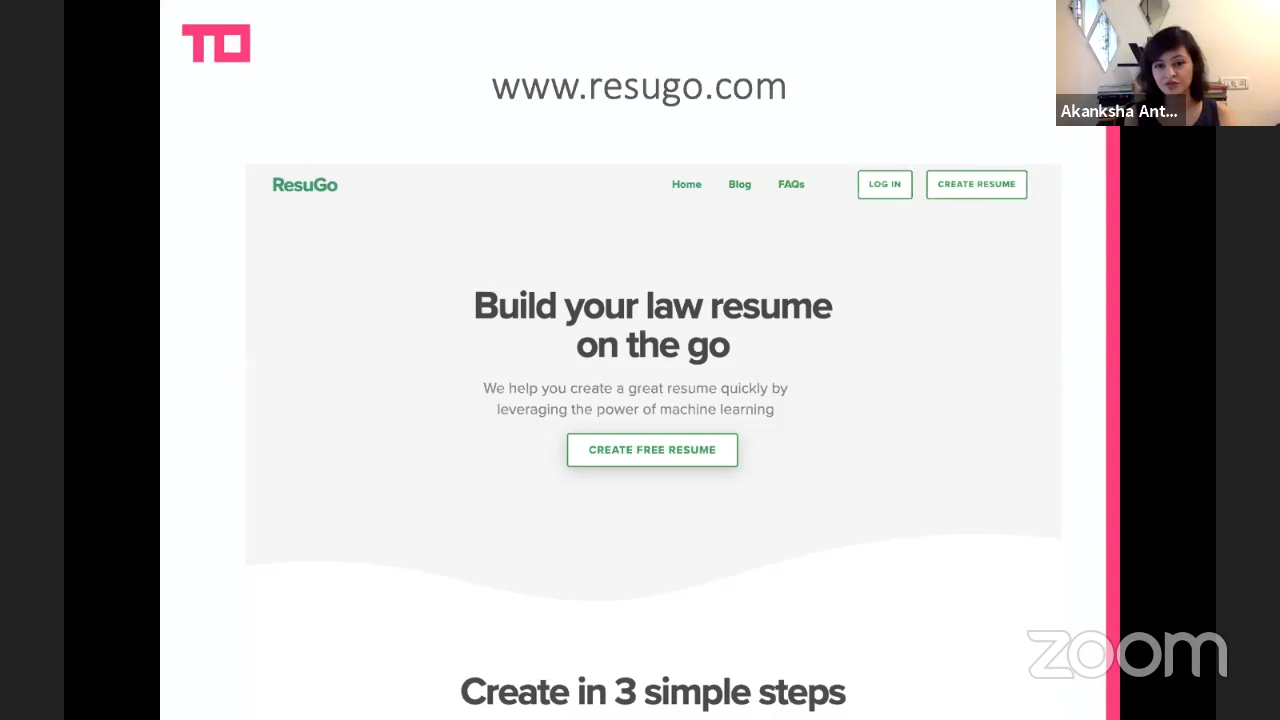 TO
www.resugo.com
Akanksha Ant...
ResuGo
Home Blog FAQs LOG IN CREATE RESUME
Build your law resume
on the go
We help you create a great resume quickly by
leveraging the power of machine learning
CREATE FREE RESUME
zoom
Create in 3 simple steps